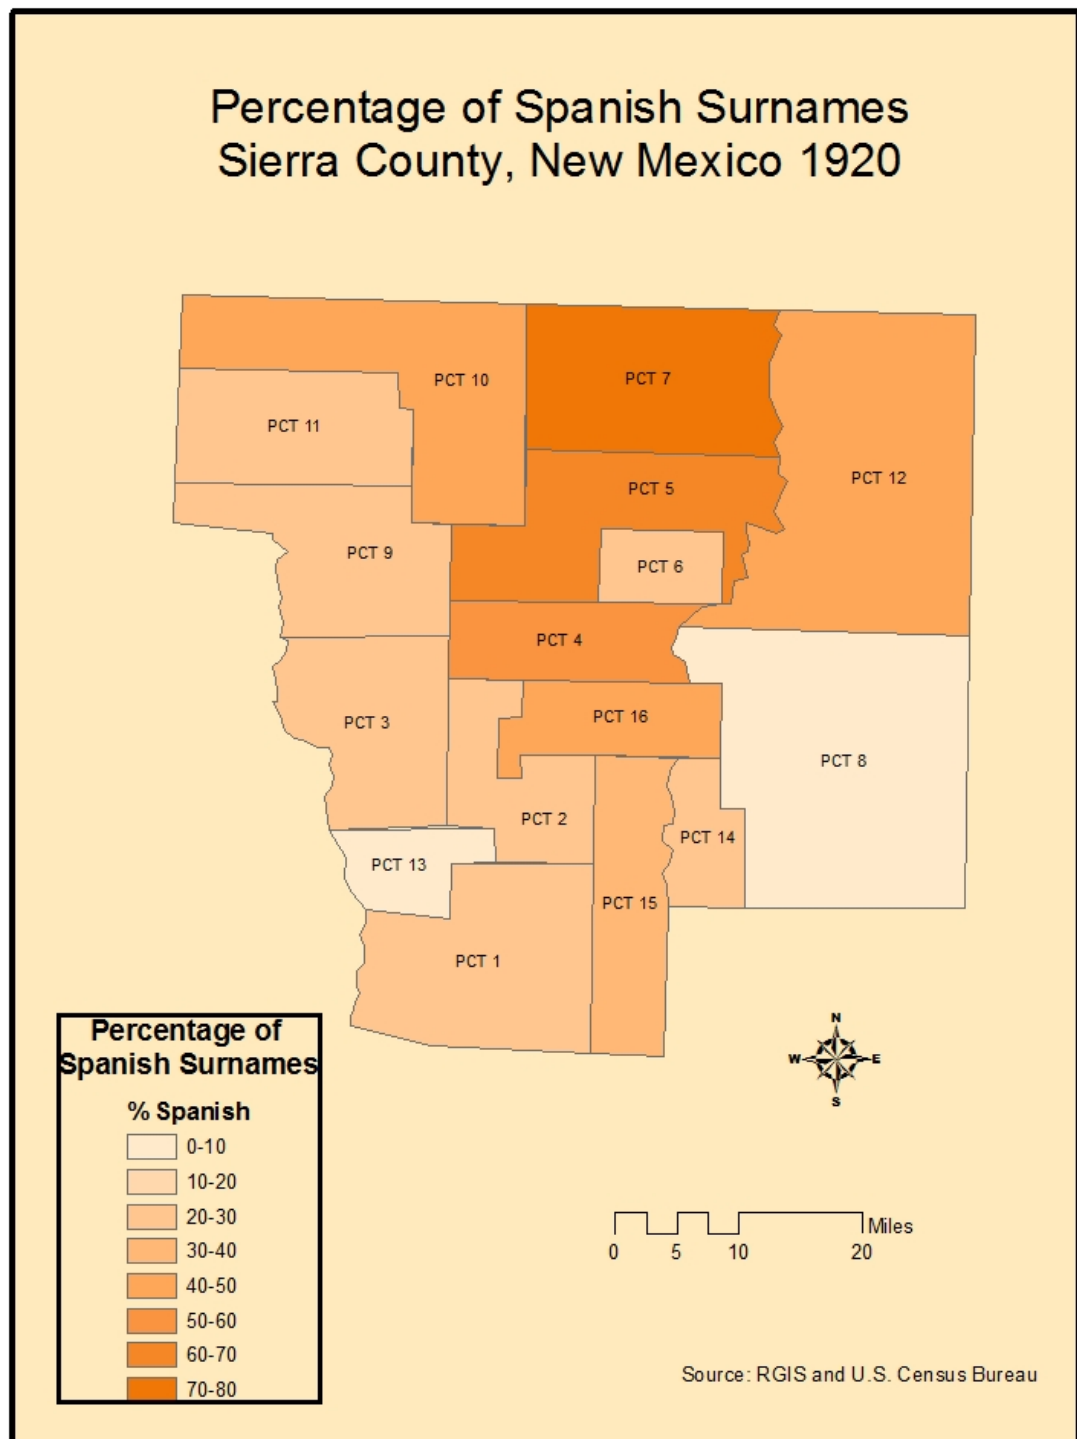 Percentage of Spanish Surnames
Sierra County, New Mexico 1920
PCT 10
PCT 7
PCT 11
PCT 12
PCT 5
PCT 9
PCT 6
PCT 4
PCT 3
PCT 16
PCT 8
PCT 2
PCT 14
PCT 13
PCT 15
PCT 1
Percentage of
Spanish Surnames
% Spanish
0-10
10-20
20-30
30-40
40-50
50-60
60-70
70-80
N
W E
S
Miles
0 5 10 20
Source: RGIS and U.S. Census Bureau